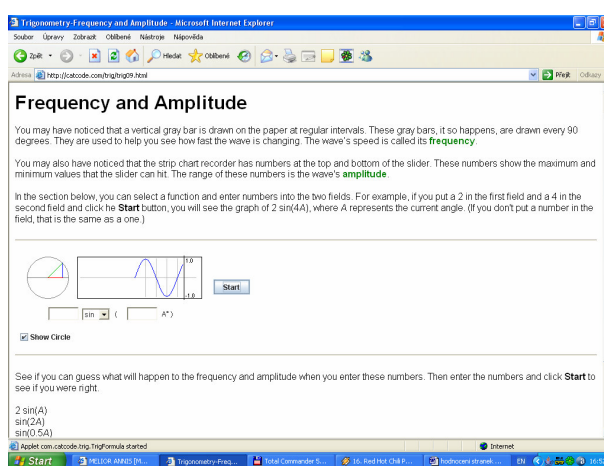 Trigonometry-Frequency and Amplitude - Microsoft Internet Explorer
Soubor Úpravy Zobrazit Oblíbené Nástroje Nápověda
Zpět Hledat Oblíbené
Adresa http://catcode.com/trig/trig09.html Přejít Odkazy
Frequency and Amplitude
You may have noticed that a vertical gray bar is drawn on the paper at regular intervals. These gray bars, it so happens, are drawn every 90
degrees. They are used to help you see how fast the wave is changing. The wave's speed is called its frequency.
You may also have noticed that the strip chart recorder has numbers at the top and bottom of the slider. These numbers show the maximum and
minimum values that the slider can hit. The range of these numbers is the wave's amplitude.
In the section below, you can select a function and enter numbers into the two fields. For example, if you put a 2 in the first field and a 4 in the
second field and click he Start button, you will see the graph of 2 sin(4A), where A represents the current angle. (If you don't put a number in the
field, that is the same as a one.)
1.0
-1.0
Start
sin ( A°)
Show Circle
See if you can guess what will happen to the frequency and amplitude when you enter these numbers. Then enter the numbers and click Start to
see if you were right.
2 sin(A)
sin(2A)
sin(0.5A)
Applet com.catcode.trig.TrigFormula started Internet
Start MELIOR ANNIS [M... Trigonometry-Freq... Total Commander 5... 16. Red Hot Chili P... hodnoceni stranek ... EN